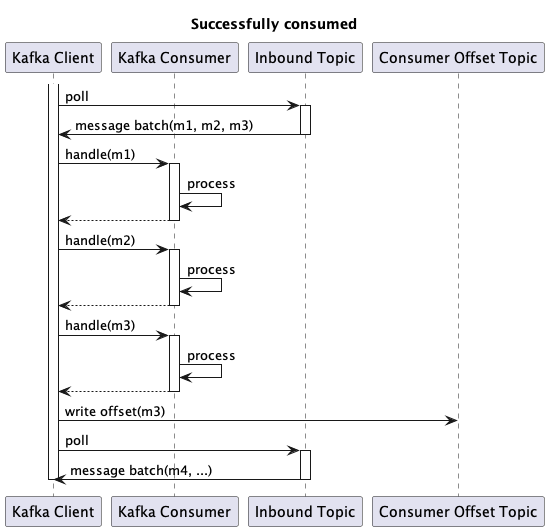 Successfully consumed
Kafka Client Kafka Consumer Inbound Topic Consumer Offset Topic
poll
message batch(m1, m2, m3)
handle(m1)
process
handle(m2)
process
handle(m3)
process
write offset(m3)
poll
message batch(m4, ...)
Kafka Client Kafka Consumer Inbound Topic Consumer Offset Topic